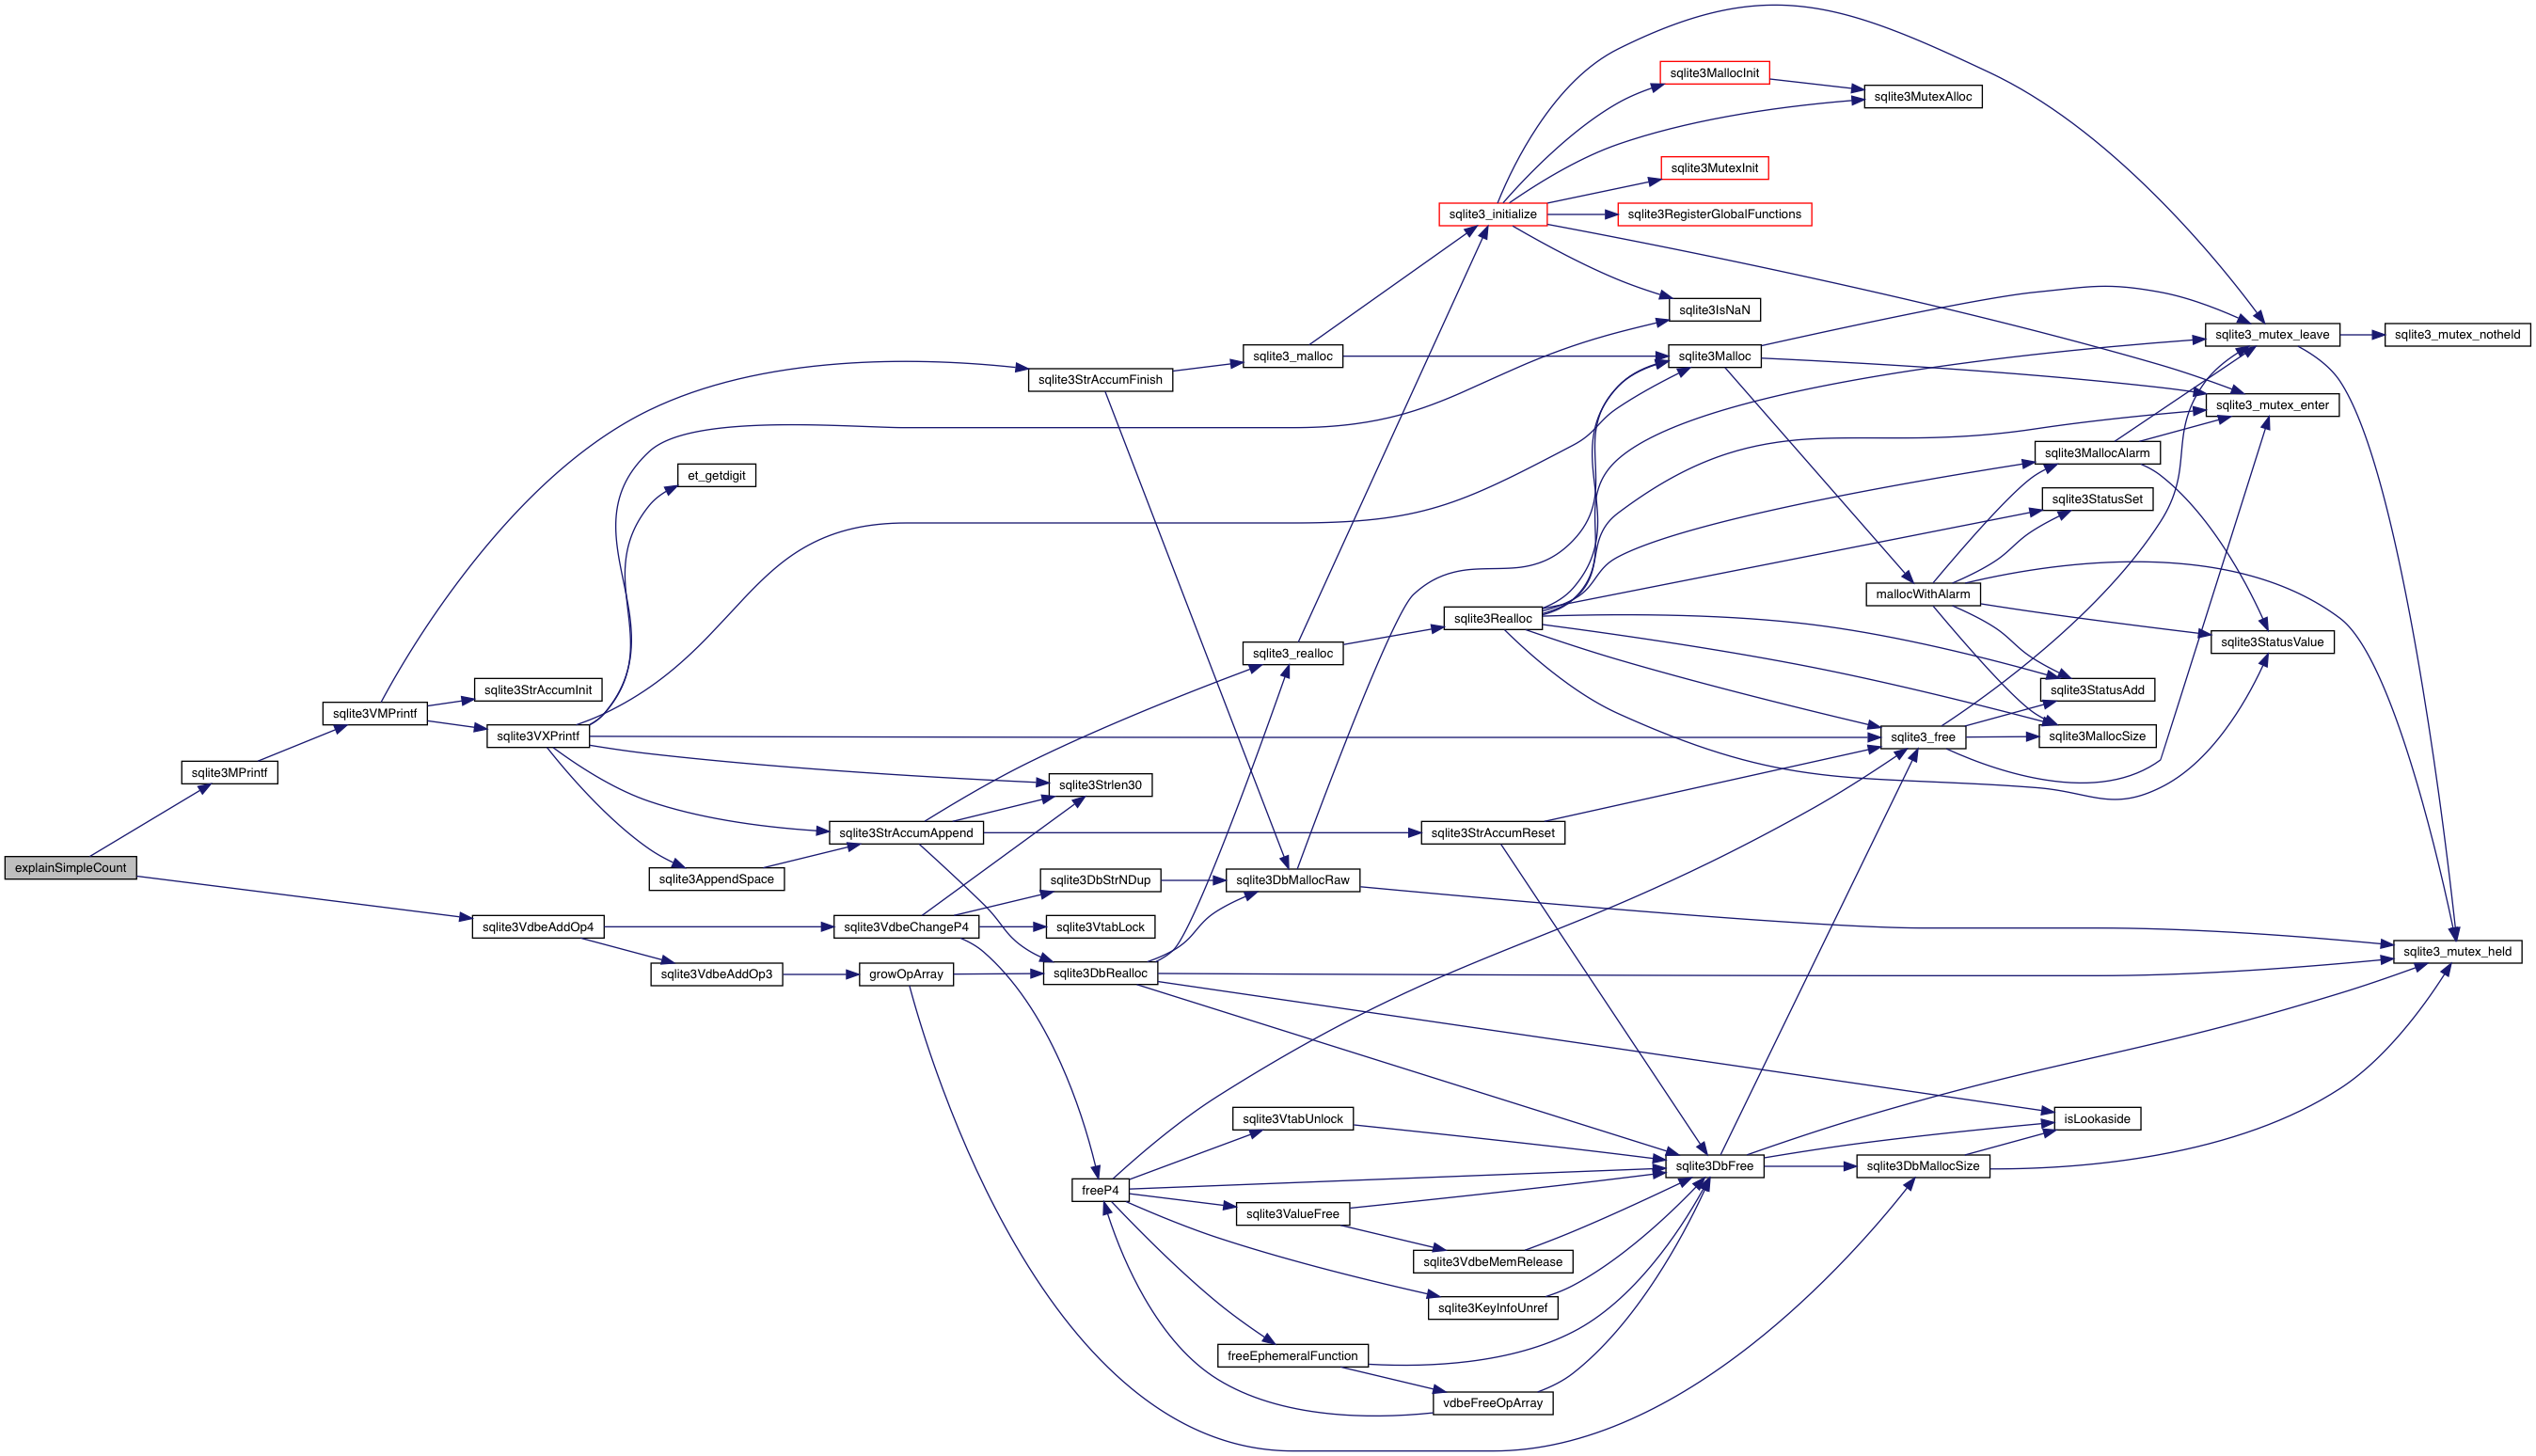 sqlite3MallocInit
sqlite3MutexAlloc
sqlite3MutexInit
sqlite3_initialize
sqlite3RegisterGlobalFunctions
sqlite3IsNaN
sqlite3_mutex_leave
sqlite3_mutex_notheld
sqlite3_malloc
sqlite3Malloc
sqlite3StrAccumFinish
sqlite3_mutex_enter
sqlite3MallocAlarm
et_getdigit
sqlite3StatusSet
mallocWithAlarm
sqlite3Realloc
sqlite3StatusValue
sqlite3_realloc
sqlite3StrAccumInit
sqlite3StatusAdd
sqlite3VMPrintf
sqlite3VXPrintf
sqlite3_free
sqlite3MallocSize
sqlite3MPrintf
sqlite3Strlen30
sqlite3StrAccumAppend
sqlite3StrAccumReset
explainSimpleCount
sqlite3AppendSpace
sqlite3DbStrNDup
sqlite3DbMallocRaw
sqlite3VdbeAddOp4
sqlite3VdbeChangeP4
sqlite3VtabLock
sqlite3_mutex_held
sqlite3VdbeAddOp3
growOpArray
sqlite3DbRealloc
sqlite3VtabUnlock
isLookaside
sqlite3DbFree
sqlite3DbMallocSize
freeP4
sqlite3ValueFree
sqlite3VdbeMemRelease
sqlite3KeyInfoUnref
freeEphemeralFunction
vdbeFreeOpArray